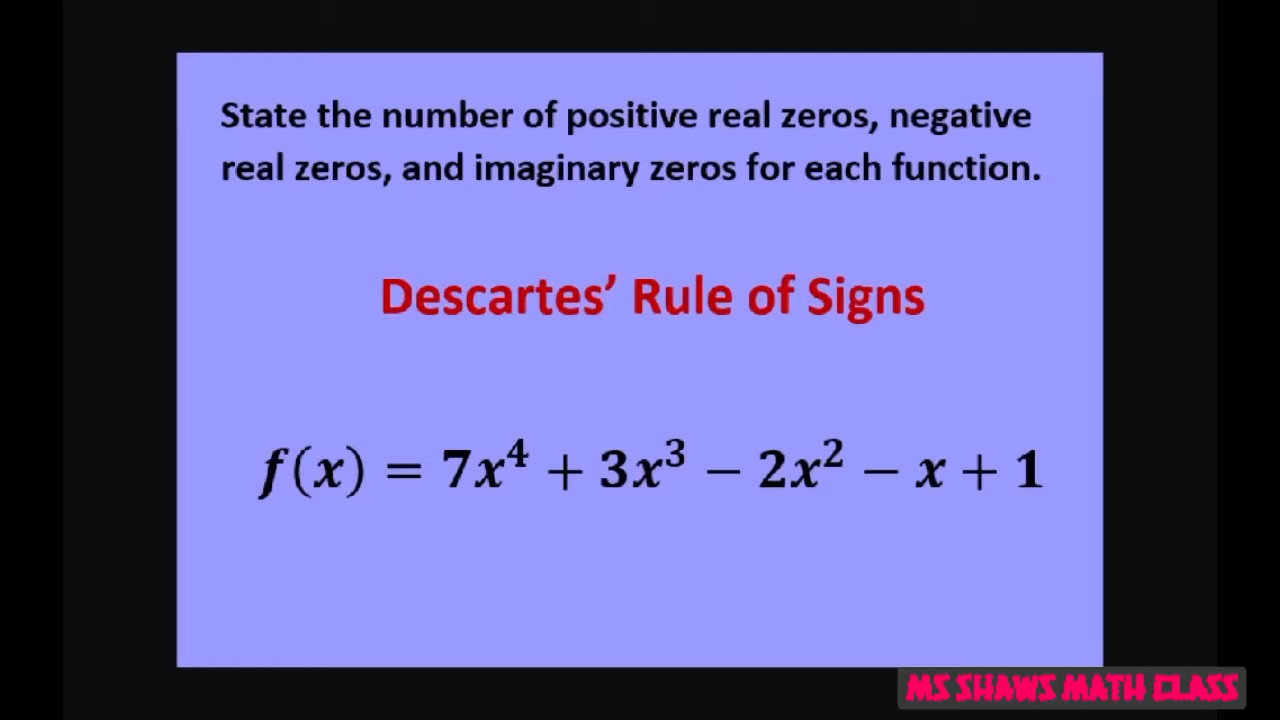 State the number of positive real zeros, negative
real zeros, and imaginary zeros for each function.
Descartes’ Rule of Signs
f(x) = 7x⁴ + 3x³ − 2x² − x + 1
MS SHAWS MATH CLASS